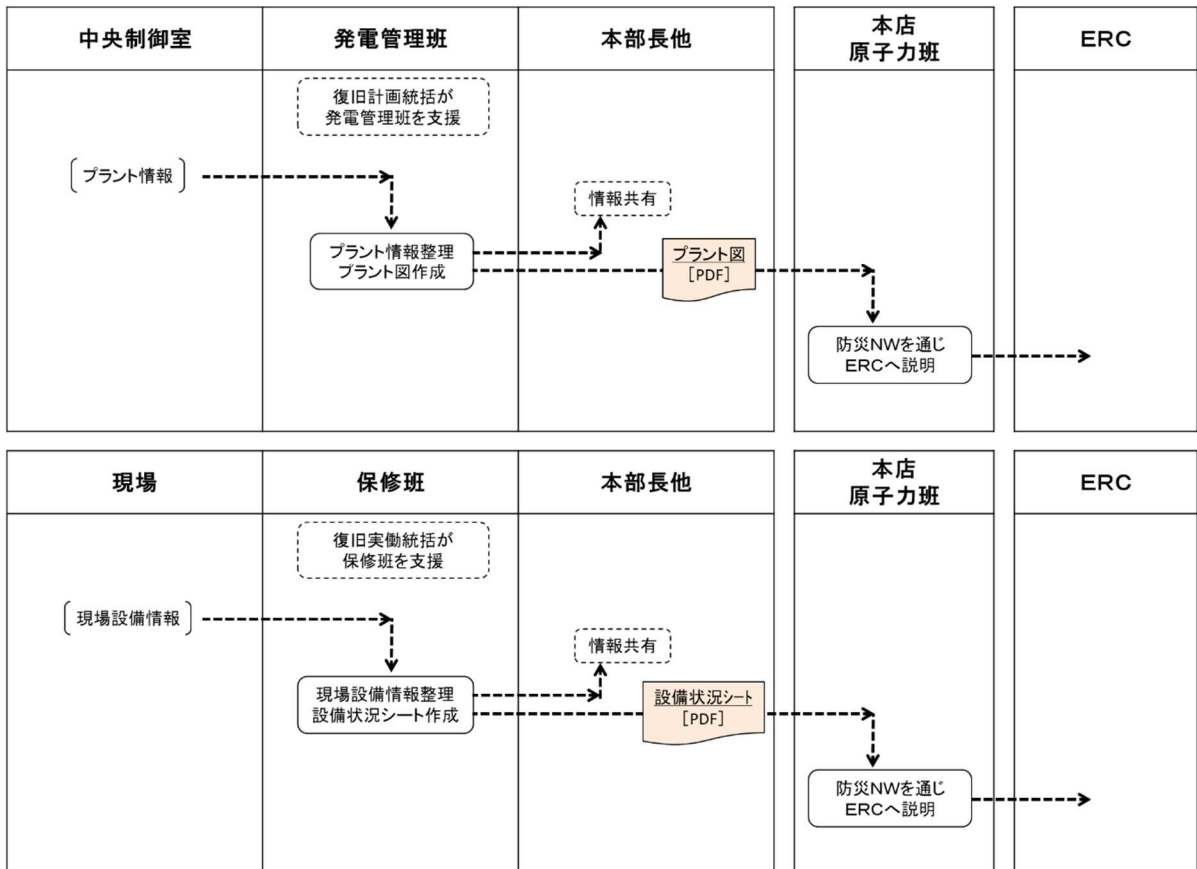 中央制御室
発電管理班
本部長他
本店
原子力班
ERC
復旧計画統括が
発電管理班を支援
プラント情報
情報共有
プラント情報整理
プラント図作成
プラント図
[PDF]
防災NWを通じ
ERCへ説明
現場
保修班
本部長他
本店
原子力班
ERC
復旧実働統括が
保修班を支援
現場設備情報
情報共有
現場設備情報整理
設備状況シート作成
設備状況シート
[PDF]
防災NWを通じ
ERCへ説明